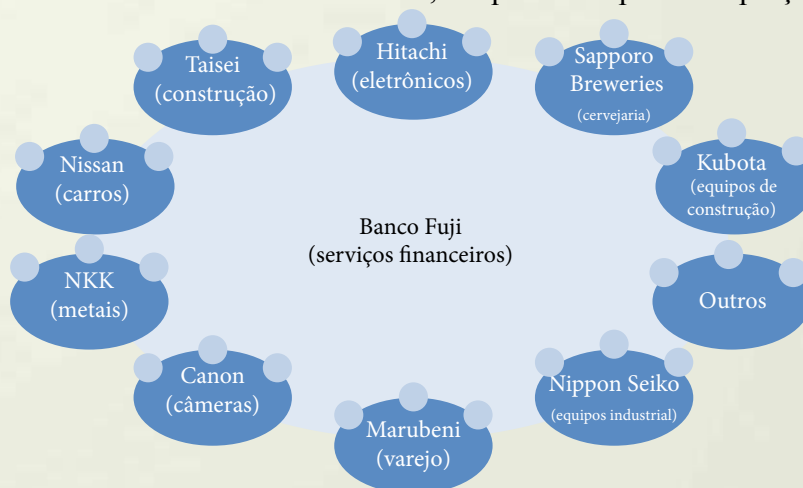 Hitachi
(eletrônicos)
Taisei
(construção)
Sapporo
Breweries
(cervejaria)
Nissan
(carros)
Kubota
(equipos de
construção)
Banco Fuji
(serviços financeiros)
NKK
(metais)
Outros
Canon
(câmeras)
Nippon Seiko
(equipos industrial)
Marubeni
(varejo)